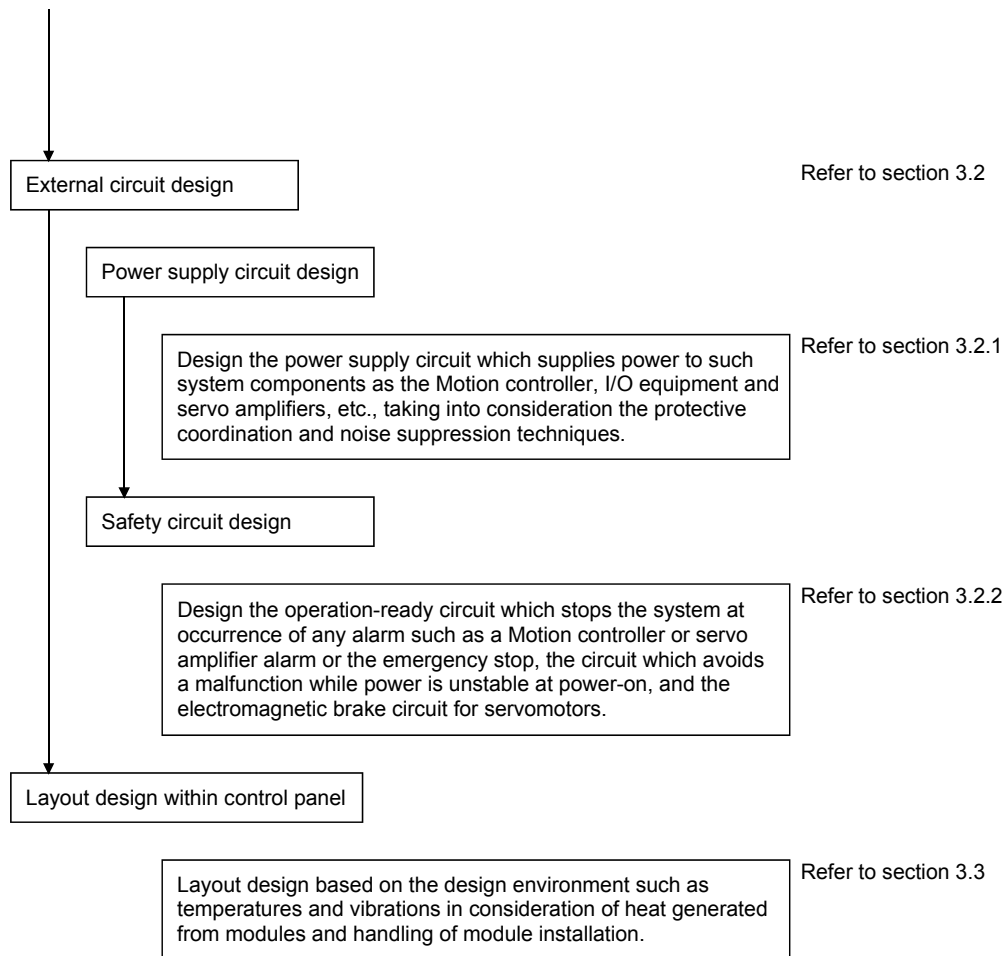 External circuit design
Refer to section 3.2
Power supply circuit design
Design the power supply circuit which supplies power to such
system components as the Motion controller, I/O equipment and
servo amplifiers, etc., taking into consideration the protective
coordination and noise suppression techniques.
Refer to section 3.2.1
Safety circuit design
Design the operation-ready circuit which stops the system at
occurrence of any alarm such as a Motion controller or servo
amplifier alarm or the emergency stop, the circuit which avoids
a malfunction while power is unstable at power-on, and the
electromagnetic brake circuit for servomotors.
Refer to section 3.2.2
Layout design within control panel
Layout design based on the design environment such as
temperatures and vibrations in consideration of heat generated
from modules and handling of module installation.
Refer to section 3.3